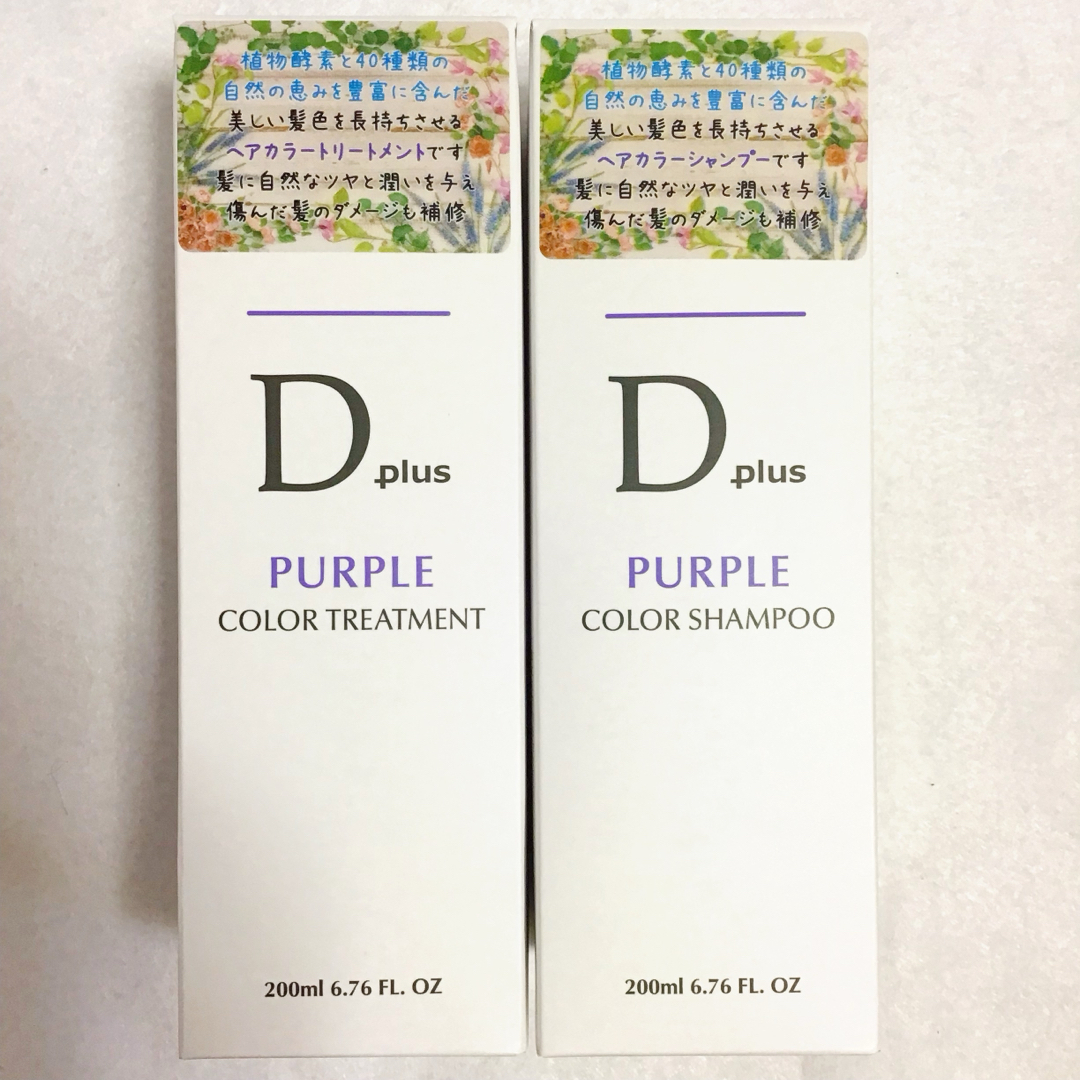 植物酵素と40種類の
自然の恵みを豊富に含んだ
美しい髪色を長持ちさせる
ヘアカラートリートメントです
髪に自然なツヤと潤いを与え
傷んだ髪のダメージも補修
D plus
PURPLE
COLOR TREATMENT
200ml 6.76 FL. OZ
植物酵素と40種類の
自然の恵みを豊富に含んだ
美しい髪色を長持ちさせる
ヘアカラーシャンプーです
髪に自然なツヤと潤いを与え
傷んだ髪のダメージも補修
D plus
PURPLE
COLOR SHAMPOO
200ml 6.76 FL. OZ